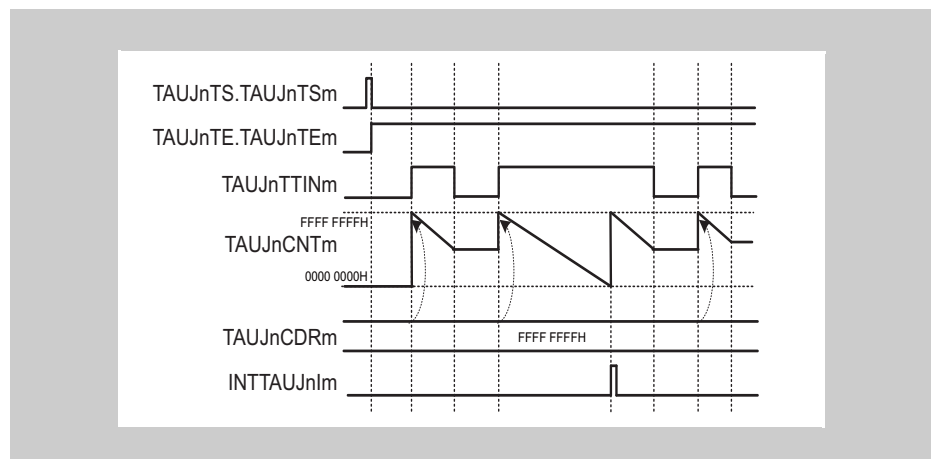 TAUJnTS.TAUJnTSm
TAUJnTE.TAUJnTEm
TAUJnTTINm
FFFF FFFFH
TAUJnCNTm
0000 0000H
TAUJnCDRm
FFFF FFFFH
INTTAUJnIm